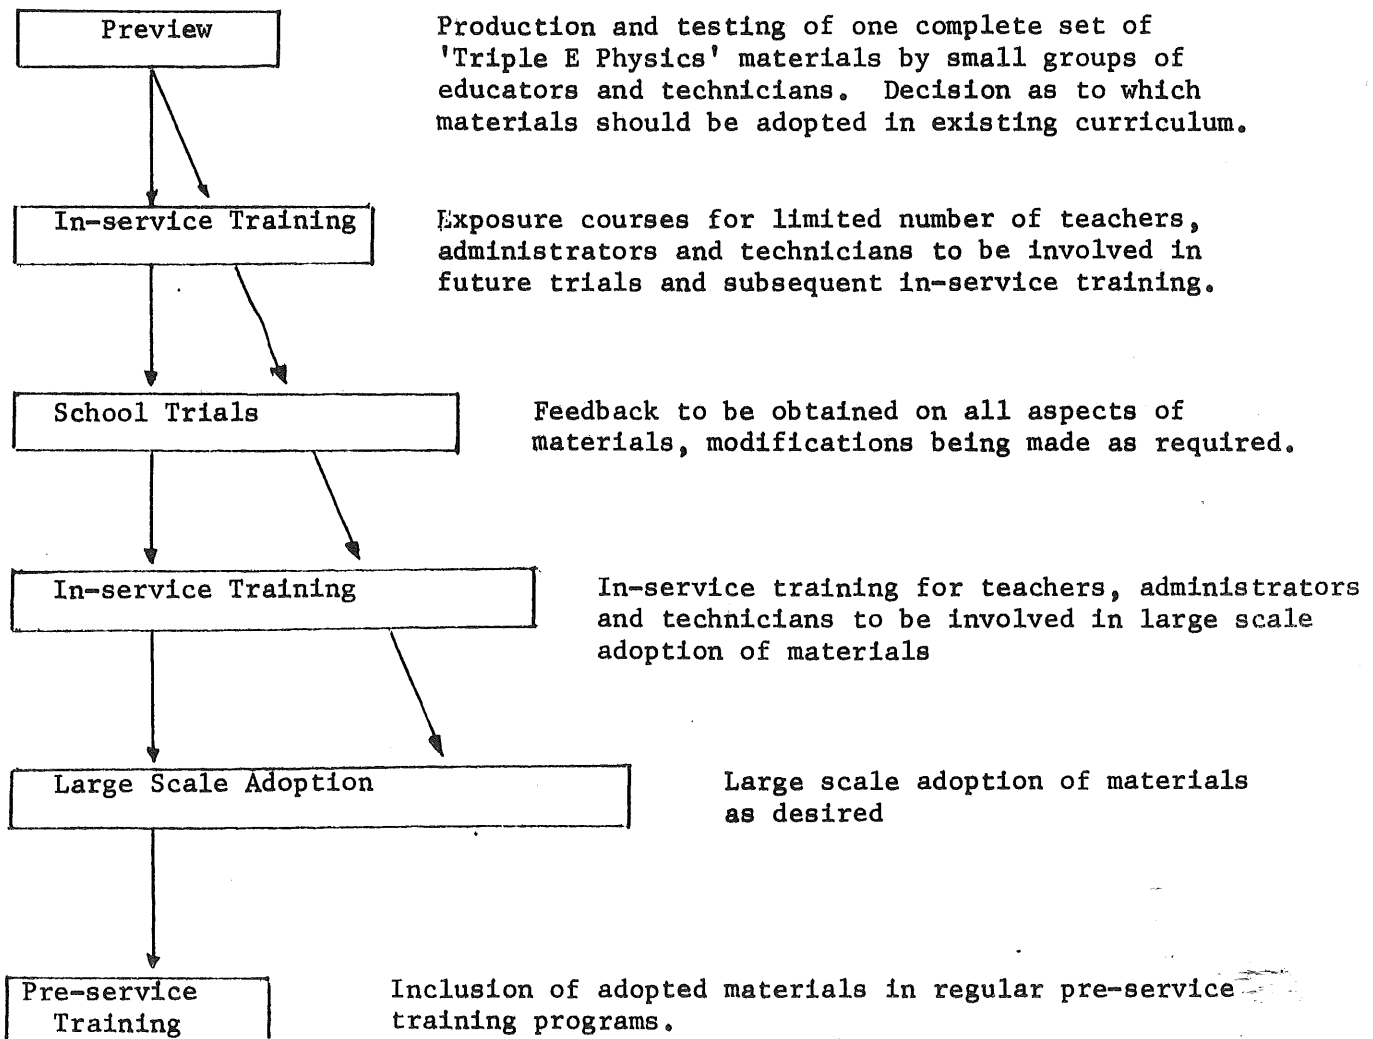 Preview
Production and testing of one complete set of
'Triple E Physics' materials by small groups of
educators and technicians.  Decision as to which
materials should be adopted in existing curriculum.
In-service Training
Exposure courses for limited number of teachers,
administrators and technicians to be involved in
future trials and subsequent in-service training.
School Trials
Feedback to be obtained on all aspects of
materials, modifications being made as required.
In-service Training
In-service training for teachers, administrators
and technicians to be involved in large scale
adoption of materials
Large Scale Adoption
Large scale adoption of materials
as desired
Pre-service
Training
Inclusion of adopted materials in regular pre-service
training programs.